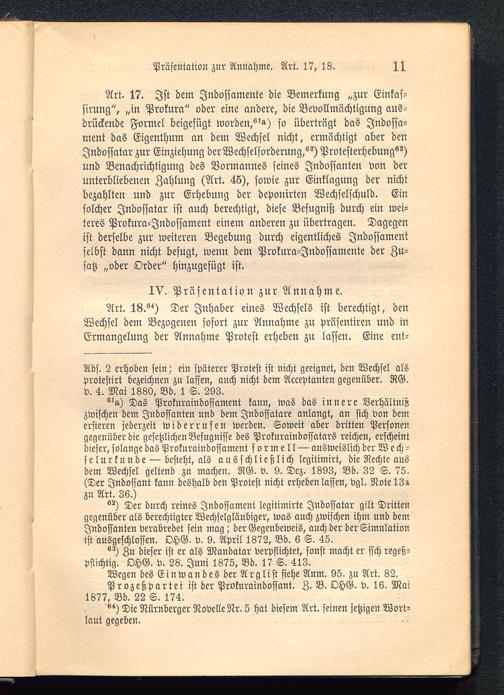 Präsentation zur Annahme. Art. 17, 18. 11
Art. 17. Ist dem Indossamente die Bemerkung „zur Einkas-
sirung“, „in Prokura“ oder eine andere, die Bevollmächtigung aus-
drückende Formel beigefügt worden,⁶¹a) so überträgt das Indossa-
ment das Eigenthum an dem Wechsel nicht, ermächtigt aber den
Indossatar zur Einziehung der Wechselforderung,⁶²) Protesterhebung⁶³)
und Benachrichtigung des Vormannes seines Indossanten von der
unterbliebenen Zahlung (Art. 45), sowie zur Einklagung der nicht
bezahlten und zur Erhebung der deponirten Wechselschuld. Ein
solcher Indossatar ist auch berechtigt, diese Befugniß durch ein wei-
teres Prokura-Indossament einem anderen zu übertragen. Dagegen
ist derselbe zur weiteren Begebung durch eigentliches Indossament
selbst dann nicht befugt, wenn dem Prokura-Indossamente der Zu-
satz „oder Order“ hinzugefügt ist.
IV. Präsentation zur Annahme.
Art. 18.⁶⁴) Der Inhaber eines Wechsels ist berechtigt, den
Wechsel dem Bezogenen sofort zur Annahme zu präsentiren und in
Ermangelung der Annahme Protest erheben zu lassen. Eine ent-
Abs. 2 erhoben sein; ein späterer Protest ist nicht geeignet, den Wechsel als
protestirt bezeichnen zu lassen, auch nicht dem Acceptanten gegenüber. RG.
v. 4. Mai 1880, Bd. 1 S. 293.
⁶¹a) Das Prokuraindossament kann, was das innere Verhältniß
zwischen dem Indossanten und dem Indossatare anlangt, an sich von dem
ersteren jederzeit widerrufen werden. Soweit aber dritten Personen
gegenüber die gesetzlichen Befugnisse des Prokuraindossatars reichen, erscheint
dieser, solange das Prokuraindossament formell — ausweislich der Wech-
selurkunde — besteht, als ausschließlich legitimirt, die Rechte aus
dem Wechsel geltend zu machen. RG. v. 9. Dez. 1893, Bd. 32 S. 75.
(Der Indossant kann deshalb den Protest nicht erheben lassen, vgl. Note 13a
zu Art. 36.)
⁶²) Der durch reines Indossament legitimirte Indossatar gilt Dritten
gegenüber als berechtigter Wechselgläubiger, was auch zwischen ihm und dem
Indossanten verabredet sein mag; der Gegenbeweis, auch der der Simulation
ist ausgeschlossen. OHG. v. 9. April 1872, Bd. 6 S. 45.
⁶³) Zu dieser ist er als Mandatar verpflichtet, sonst macht er sich regeß-
pflichtig. OHG. v. 28. Juni 1875, Bd. 17 S. 413.
Wegen des Einwandes der Arglist siehe Anm. 95. zu Art. 82.
Prozeßpartei ist der Prokuraindossant. Z. B. OHG. v. 16. Mai
1877, Bd. 22 S. 174.
⁶⁴) Die Nürnberger Novelle Nr. 5 hat diesem Art. seinen jetzigen Wort-
laut gegeben.